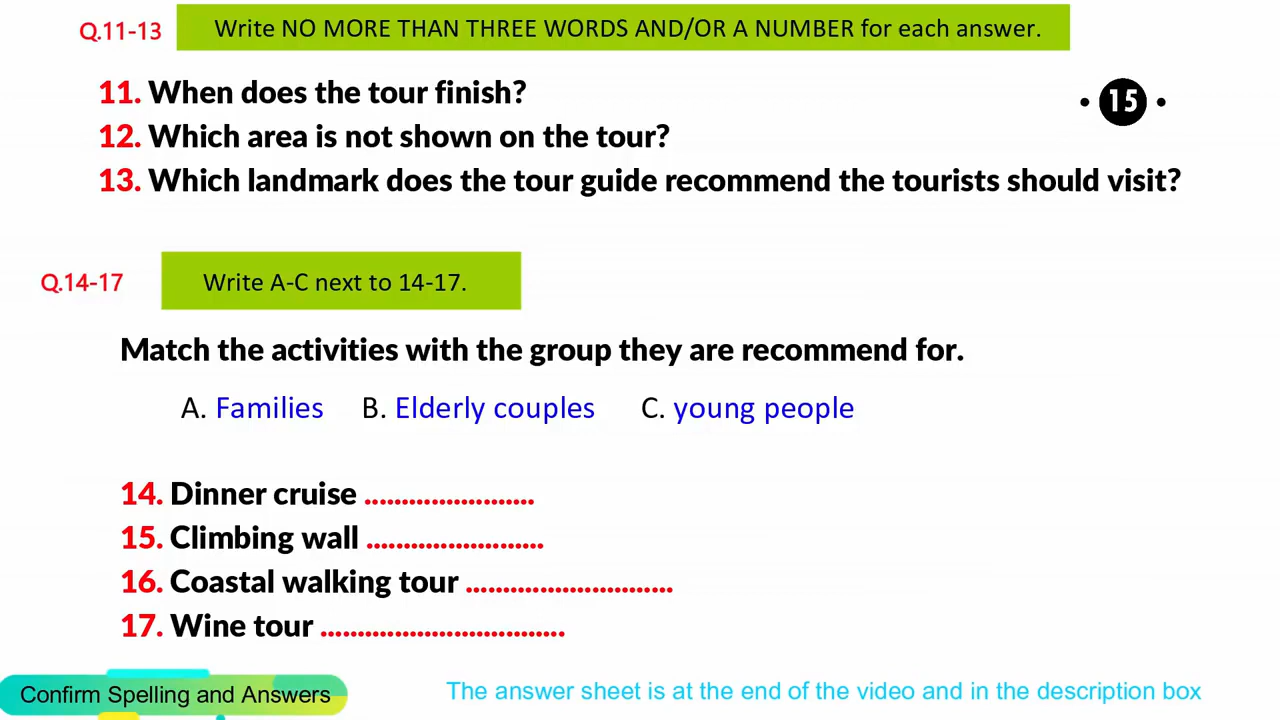 Q.11-13 Write NO MORE THAN THREE WORDS AND/OR A NUMBER for each answer.
11. When does the tour finish?
• 15 •
12. Which area is not shown on the tour?
13. Which landmark does the tour guide recommend the tourists should visit?
Q.14-17 Write A-C next to 14-17.
Match the activities with the group they are recommend for.
A. Families B. Elderly couples C. young people
14. Dinner cruise .......................
15. Climbing wall ........................
16. Coastal walking tour ............................
17. Wine tour .................................
Confirm Spelling and Answers
The answer sheet is at the end of the video and in the description box